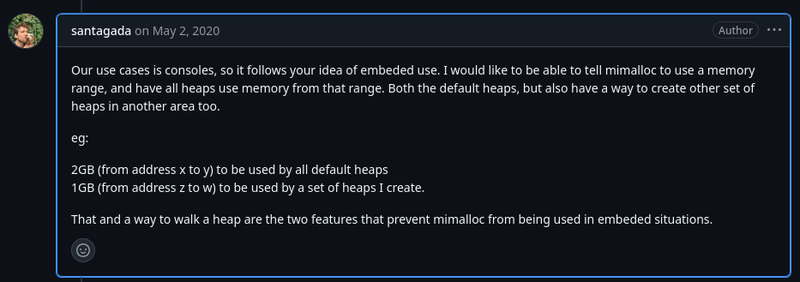 santagada on May 2, 2020
Author
Our use cases is consoles, so it follows your idea of embeded use. I would like to be able to tell mimalloc to use a memory
range, and have all heaps use memory from that range. Both the default heaps, but also have a way to create other set of
heaps in another area too.
eg:
2GB (from address x to y) to be used by all default heaps
1GB (from address z to w) to be used by a set of heaps I create.
That and a way to walk a heap are the two features that prevent mimalloc from being used in embeded situations.